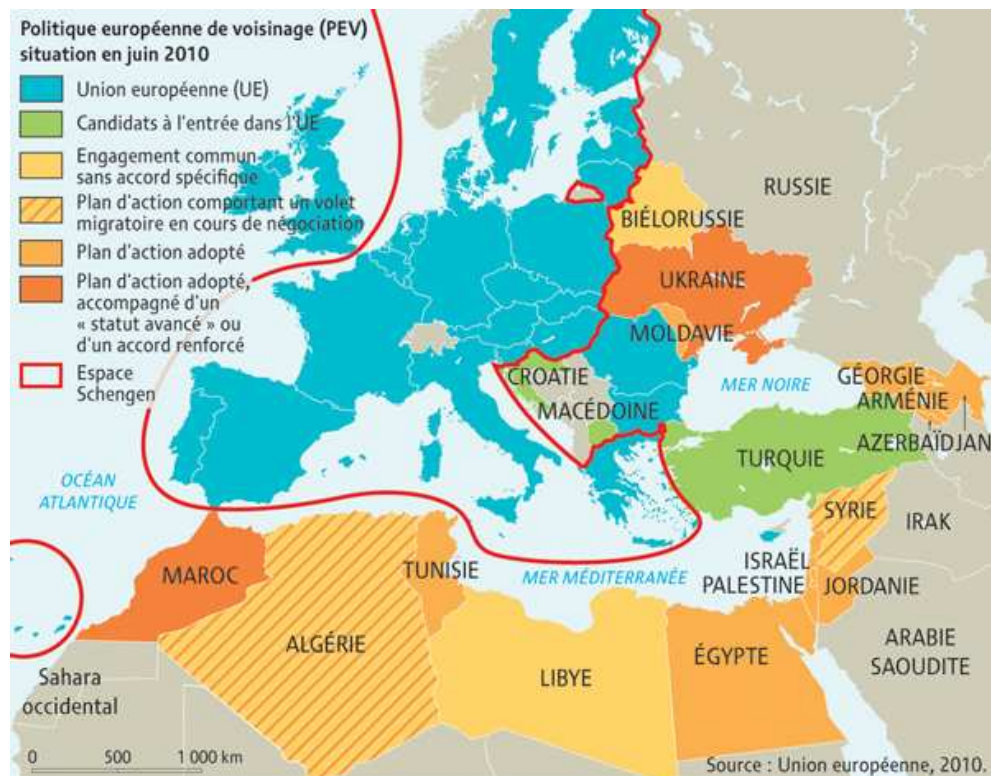 Politique européenne de voisinage (PEV)
situation en juin 2010
Union européenne (UE)
Candidats à l'entrée dans l'UE
Engagement commun
sans accord spécifique
Plan d'action comportant un volet
migratoire en cours de négociation
Plan d'action adopté
Plan d'action adopté,
accompagné d'un
« statut avancé » ou
d'un accord renforcé
Espace
Schengen
RUSSIE
BIÉLORUSSIE
UKRAINE
MOLDAVIE
CROATIE
MACÉDOINE
MER NOIRE
GÉORGIE
ARMÉNIE
AZERBAÏDJAN
TURQUIE
OCÉAN
ATLANTIQUE
SYRIE
IRAK
MAROC
TUNISIE
MER MÉDITERRANÉE
ISRAËL
PALESTINE
JORDANIE
ALGÉRIE
LIBYE
ÉGYPTE
ARABIE
SAOUDITE
Sahara
occidental
0 500 1 000 km
Source : Union européenne, 2010.